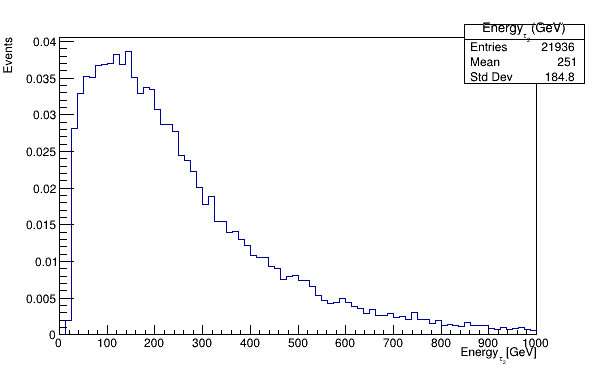 Energy_τ₂(GeV)
Entries 21936
Mean 251
Std Dev 184.8
Events
0.04
0.035
0.03
0.025
0.02
0.015
0.01
0.005
0
0 100 200 300 400 500 600 700 800 900 1000
Energy_τ₂[GeV]